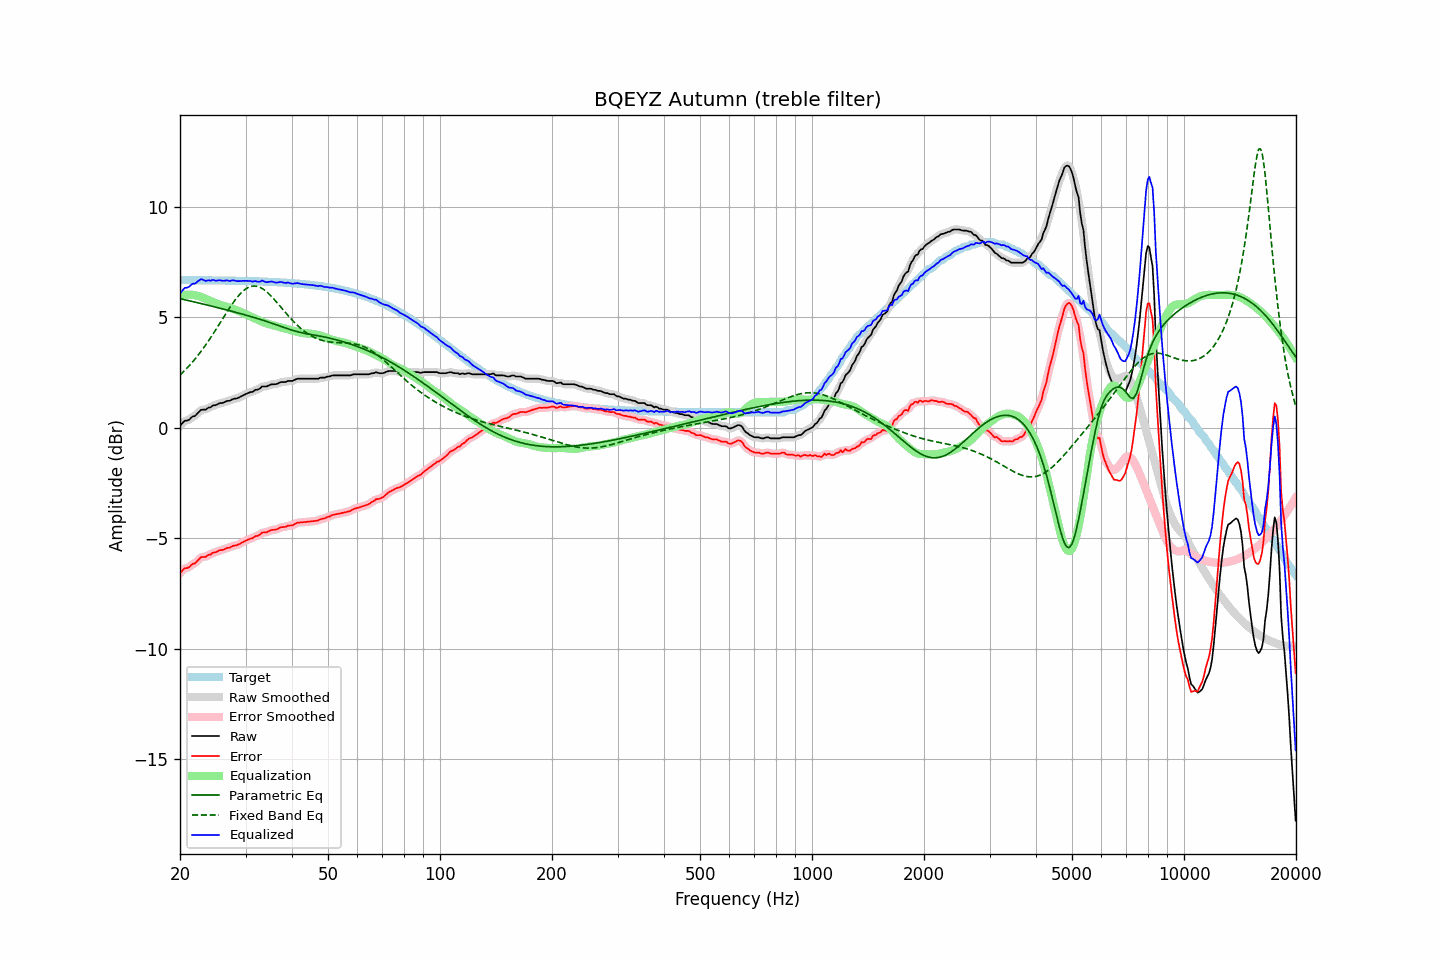 BQEYZ Autumn (treble filter)
Amplitude (dBr)
10
5
0
−5
−10
−15
Target
Raw Smoothed
Error Smoothed
Raw
Error
Equalization
Parametric Eq
Fixed Band Eq
Equalized
20 50 100 200 500 1000 2000 5000 10000 20000
Frequency (Hz)